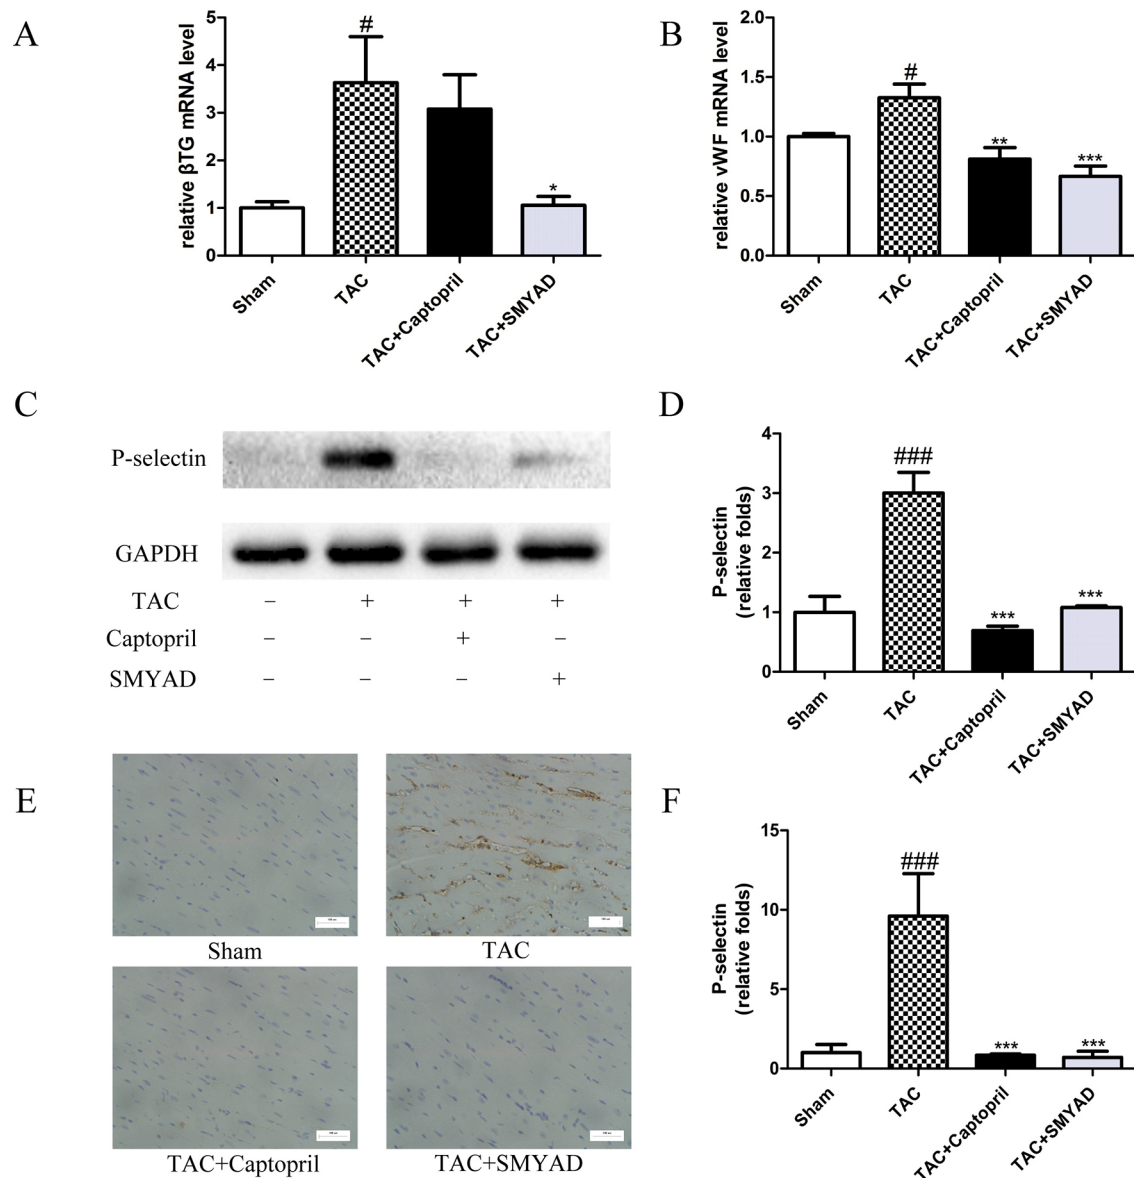 A
relative βTG mRNA level
5
4
3
2
1
0
#
*
Sham
TAC
TAC+Captopril
TAC+SMYAD
B
relative vWF mRNA level
2.0
1.5
1.0
0.5
0.0
#
**
***
Sham
TAC
TAC+Captopril
TAC+SMYAD
C
P-selectin
GAPDH
TAC – + + +
Captopril – – + –
SMYAD – – – +
D
P-selectin
(relative folds)
4
3
2
1
0
###
***
***
Sham
TAC
TAC+Captopril
TAC+SMYAD
E
Sham
TAC
TAC+Captopril
TAC+SMYAD
F
P-selectin
(relative folds)
15
10
5
0
###
***
***
Sham
TAC
TAC+Captopril
TAC+SMYAD